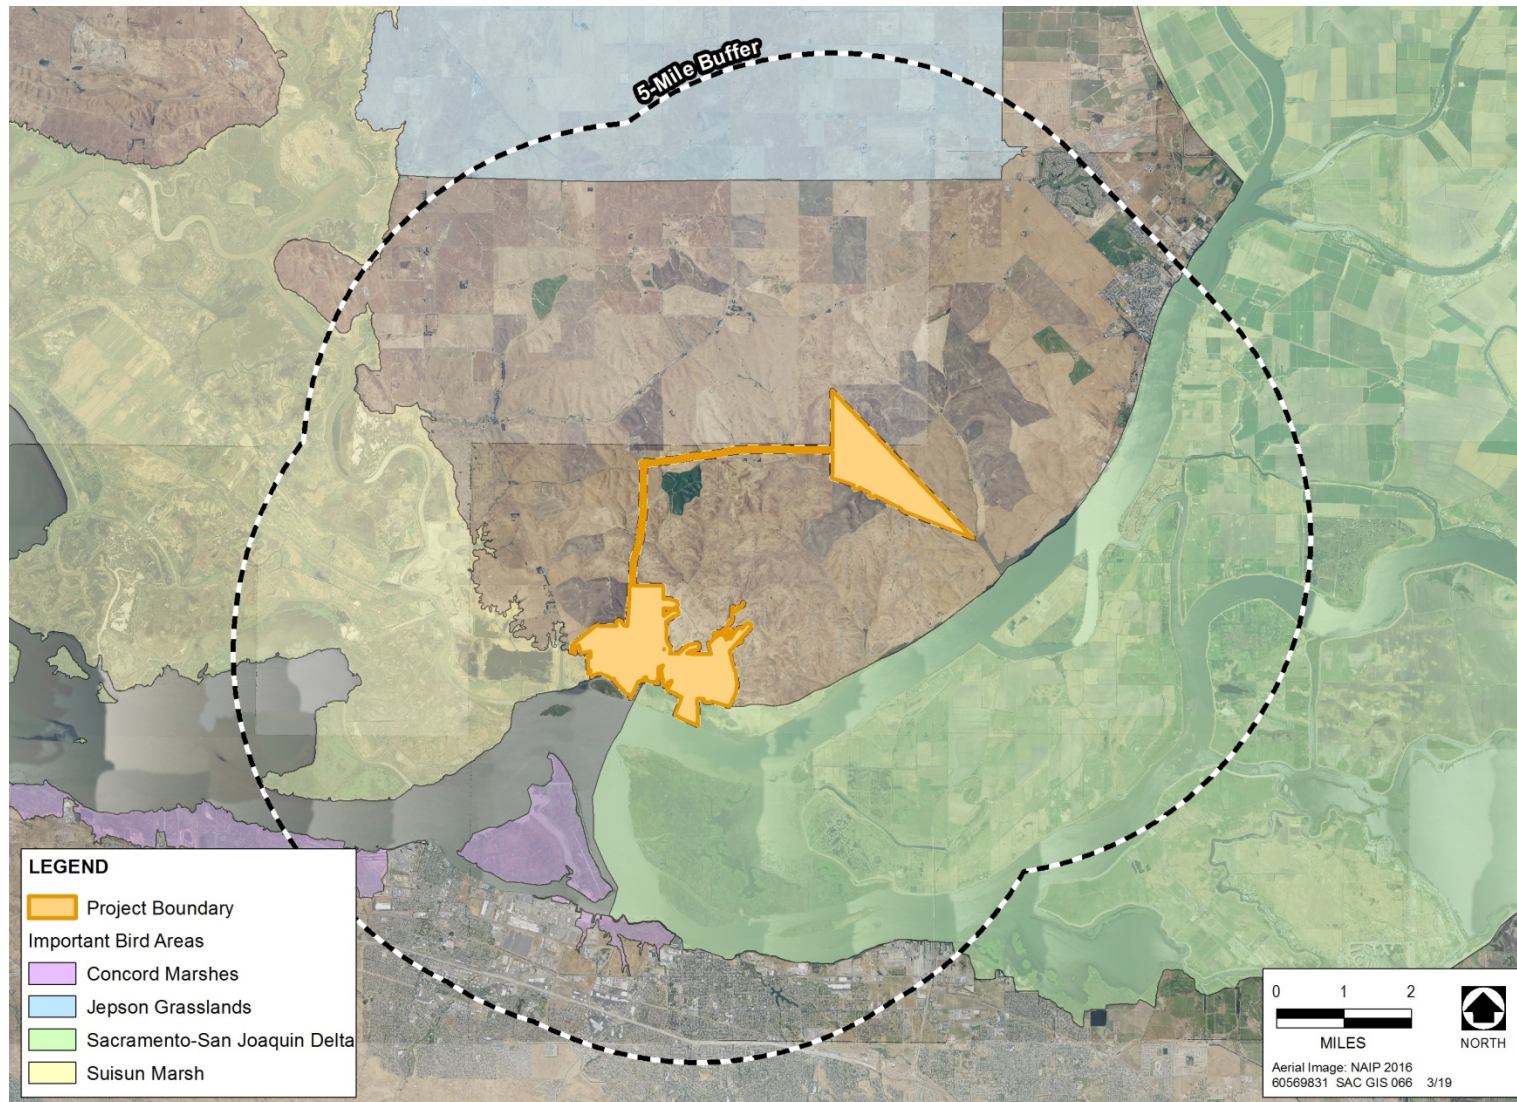 5-Mile Buffer
LEGEND
Project Boundary
Important Bird Areas
Concord Marshes
Jepson Grasslands
Sacramento-San Joaquin Delta
Suisun Marsh
0 1 2
MILES
NORTH
Aerial Image: NAIP 2016
60569831 SAC GIS 066 3/19